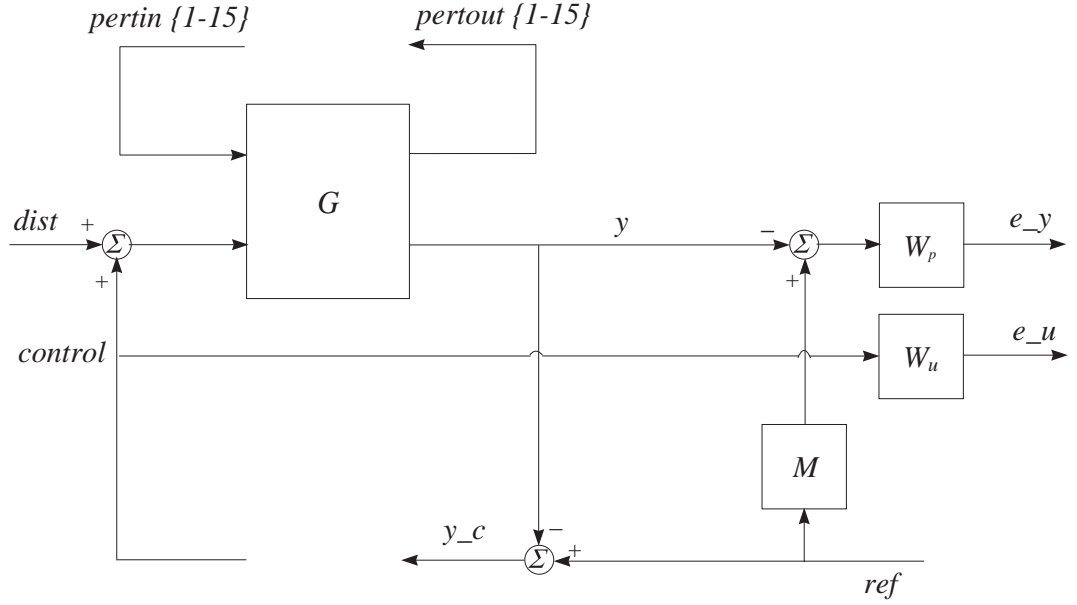 pertin {1-15}
pertout {1-15}
G
dist
+
Σ
+
y
−
Σ
+
W_p
e_y
control
W_u
e_u
M
y_c
−
Σ
+
ref